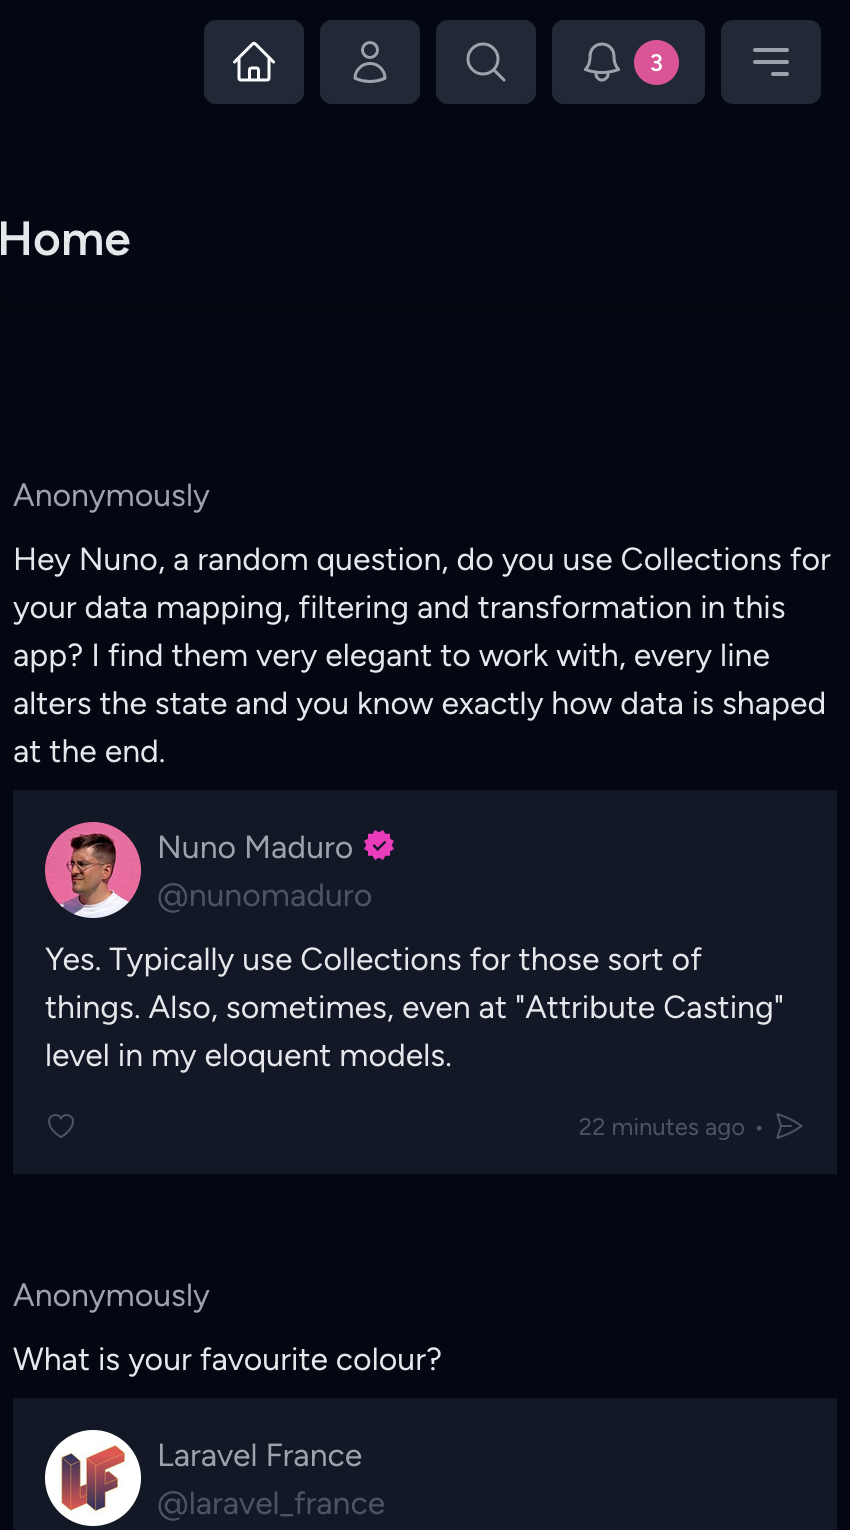 3
Home
Anonymously
Hey Nuno, a random question, do you use Collections for
your data mapping, filtering and transformation in this
app? I find them very elegant to work with, every line
alters the state and you know exactly how data is shaped
at the end.
Nuno Maduro
@nunomaduro
Yes. Typically use Collections for those sort of
things. Also, sometimes, even at "Attribute Casting"
level in my eloquent models.
22 minutes ago •
Anonymously
What is your favourite colour?
LF
Laravel France
@laravel_france